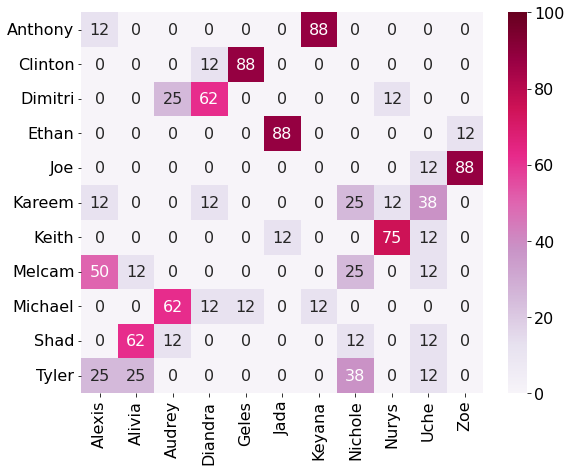 Anthony 12 0 0 0 0 0 88 0 0 0 0
Clinton 0 0 0 12 88 0 0 0 0 0 0
Dimitri 0 0 25 62 0 0 0 0 12 0 0
Ethan 0 0 0 0 0 88 0 0 0 0 12
Joe 0 0 0 0 0 0 0 0 0 12 88
Kareem 12 0 0 12 0 0 0 25 12 38 0
Keith 0 0 0 0 0 12 0 0 75 12 0
Melcam 50 12 0 0 0 0 0 25 0 12 0
Michael 0 0 62 12 12 0 12 0 0 0 0
Shad 0 62 12 0 0 0 0 12 0 12 0
Tyler 25 25 0 0 0 0 0 38 0 12 0
Alexis
Alivia
Audrey
Diandra
Geles
Jada
Keyana
Nichole
Nurys
Uche
Zoe
100
80
60
40
20
0